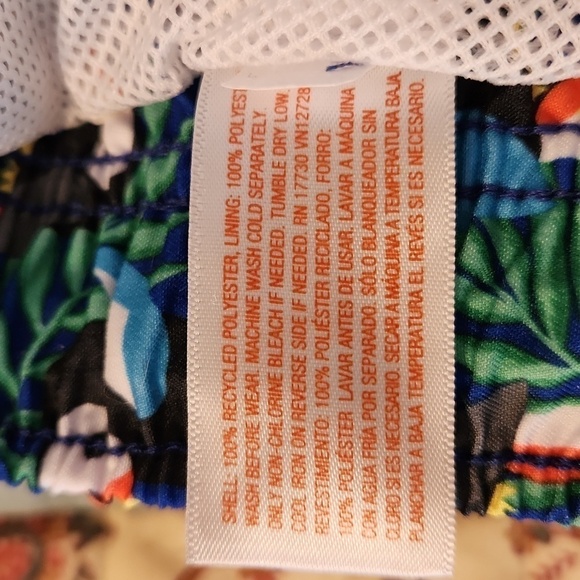 SHELL: 100% RECYCLED POLYESTER, LINING: 100% POLYEST
WASH BEFORE WEAR. MACHINE WASH COLD SEPARATELY.
ONLY NON-CHLORINE BLEACH IF NEEDED. TUMBLE DRY LOW.
COOL IRON ON REVERSE SIDE IF NEEDED. RN 17730 VN12728
REVESTIMIENTO: 100% POLIÉSTER RECICLADO, FORRO:
100% POLIÉSTER. LAVAR ANTES DE USAR. LAVAR A MÁQUINA
CON AGUA FRIA POR SEPARADO. SÓLO BLANQUEADOR SIN
CLORO SI ES NECESARIO. SECAR A MÁQUINA A TEMPERATURA BAJA.
PLANCHAR A BAJA TEMPERATURA EL REVES SI ES NECESARIO.